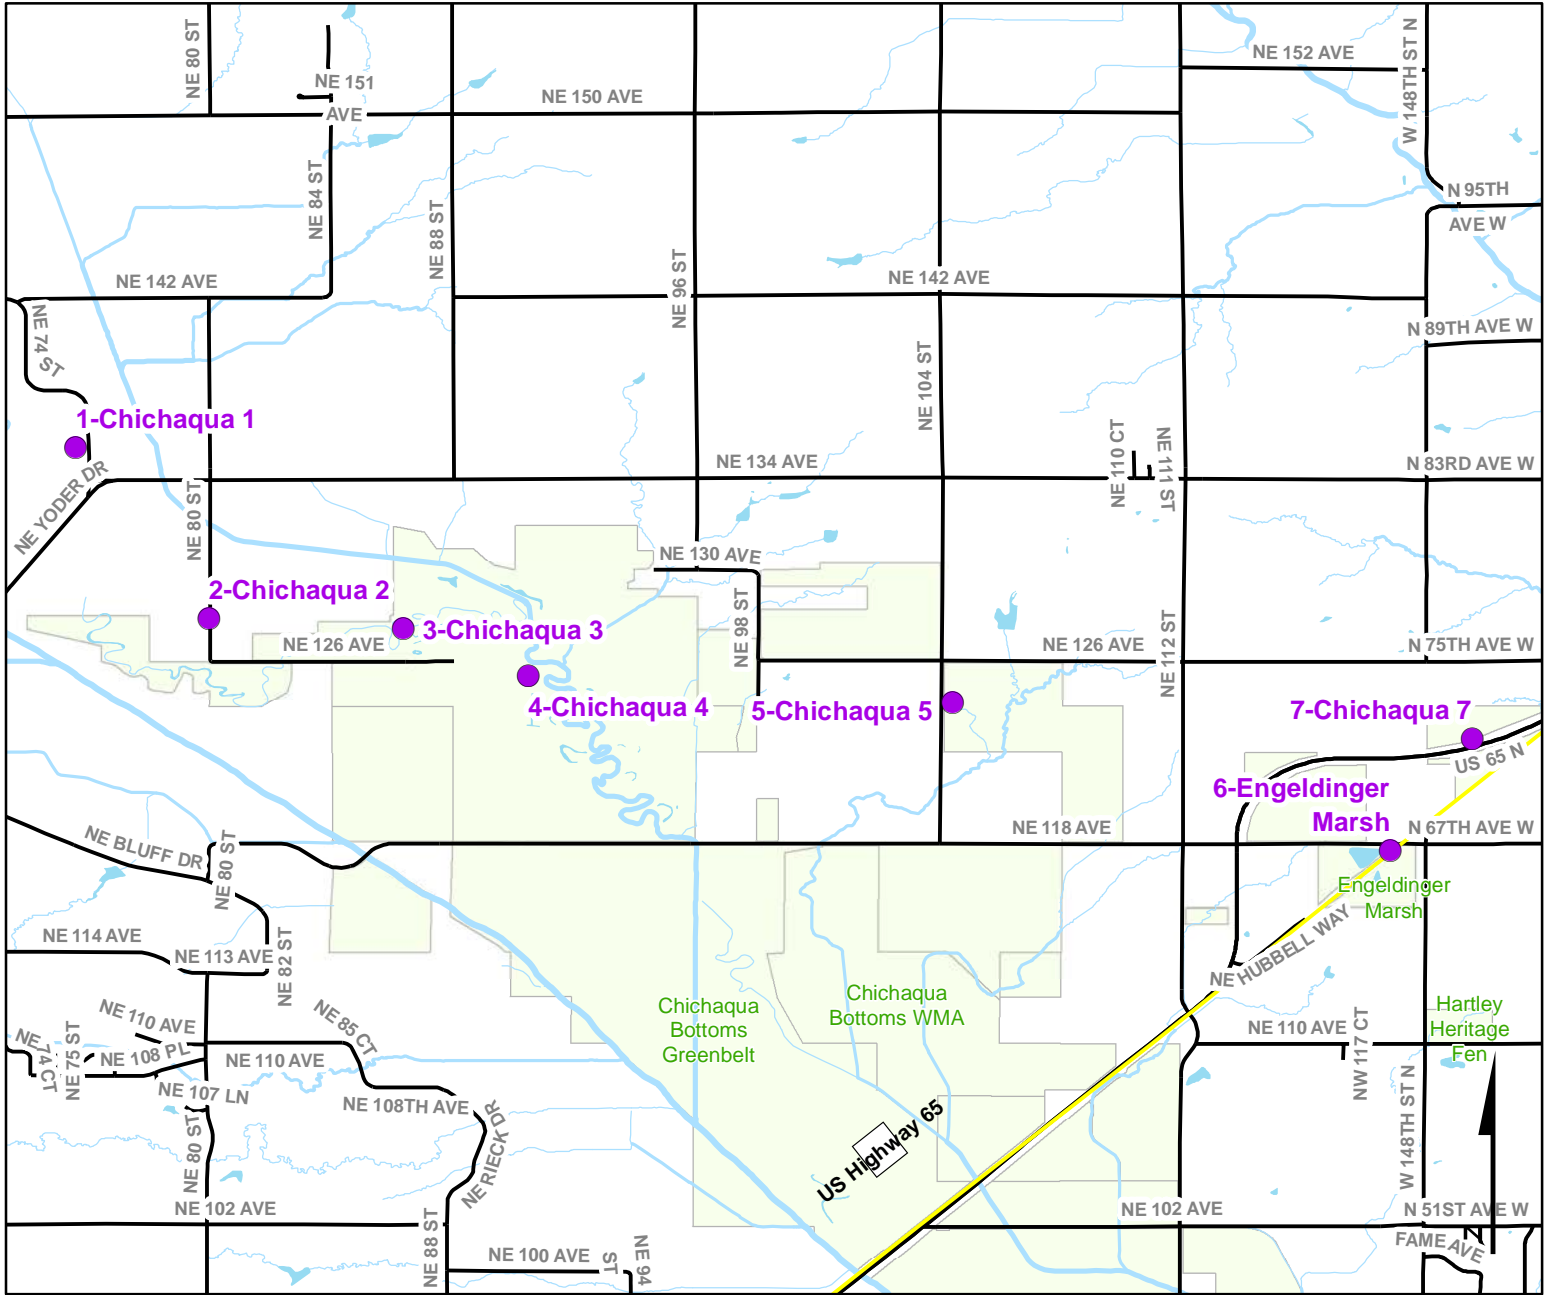 NE 80 ST
NE 151
AVE
NE 150 AVE
NE 152 AVE
W 148TH ST N
NE 84 ST
NE 88 ST
N 95TH
AVE W
NE 142 AVE
NE 96 ST
NE 142 AVE
NE 74 ST
NE 104 ST
N 89TH AVE W
1-Chichaqua 1
NE YODER DR
NE 134 AVE
NE 110 CT
NE 111 ST
N 83RD AVE W
NE 80 ST
NE 130 AVE
2-Chichaqua 2
3-Chichaqua 3
NE 126 AVE
NE 98 ST
NE 126 AVE
NE 112 ST
N 75TH AVE W
4-Chichaqua 4
5-Chichaqua 5
7-Chichaqua 7
US 65 N
6-Engeldinger
Marsh
NE BLUFF DR
NE 80 ST
NE 118 AVE
N 67TH AVE W
Engeldinger
Marsh
NE 114 AVE
NE 113 AVE
NE 82 ST
NE HUBBELL WAY
Chichaqua
Bottoms
Greenbelt
Chichaqua
Bottoms WMA
Hartley
Heritage
Fen
NE 110 AVE
NE 85 CT
NE 110 AVE
NW 117 CT
NE 74 CT
NE 75 ST
NE 108 PL
NE 110 AVE
NE 107 LN
NE 108TH AVE
NE RIECK DR
US Highway 65
W 148TH ST N
NE 80 ST
NE 102 AVE
NE 102 AVE
N 51ST AVE W
FAME AVE
N
NE 88 ST
NE 100 AVE
NE 94
ST